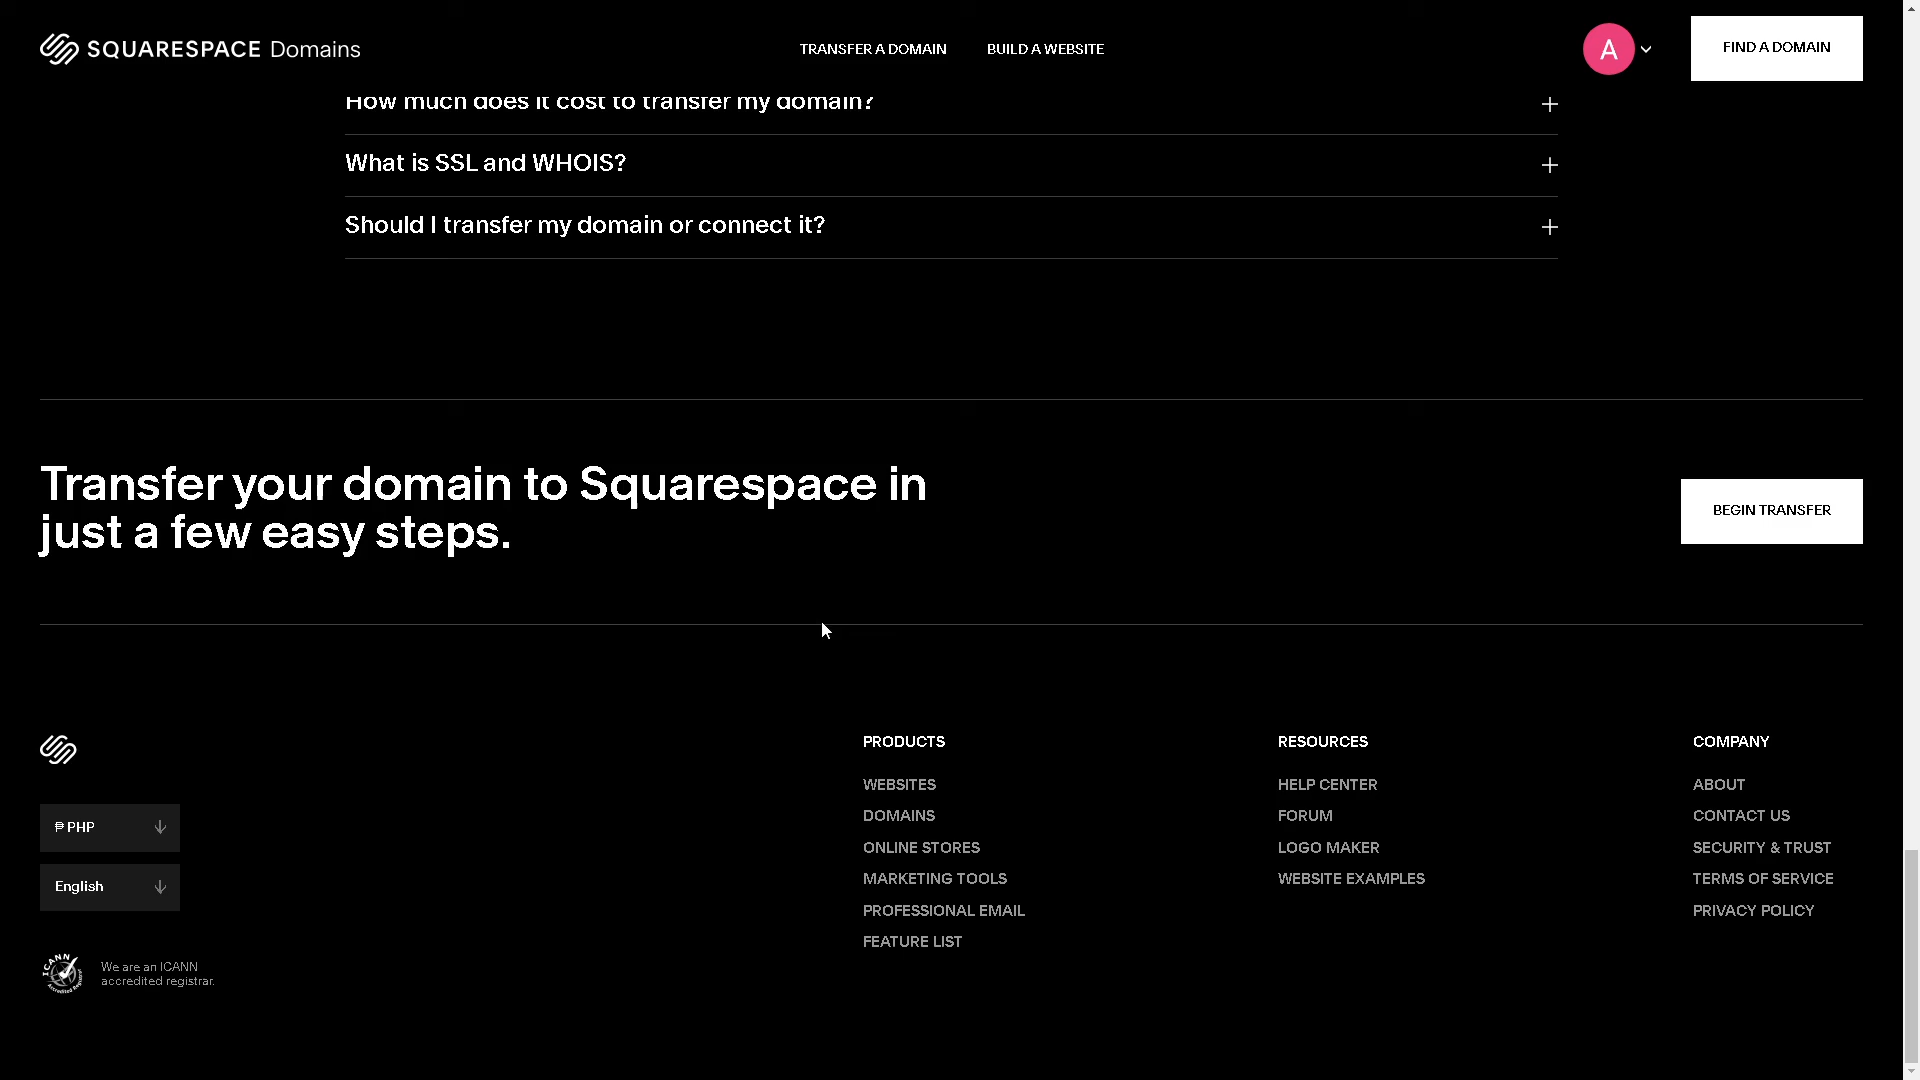 SQUARESPACE Domains
TRANSFER A DOMAIN
BUILD A WEBSITE
A
FIND A DOMAIN
How much does it cost to transfer my domain?
What is SSL and WHOIS?
Should I transfer my domain or connect it?
Transfer your domain to Squarespace in
just a few easy steps.
BEGIN TRANSFER
₱ PHP
English
ICANN
Accredited Registrar
We are an ICANN
accredited registrar.
PRODUCTS
WEBSITES
DOMAINS
ONLINE STORES
MARKETING TOOLS
PROFESSIONAL EMAIL
FEATURE LIST
RESOURCES
HELP CENTER
FORUM
LOGO MAKER
WEBSITE EXAMPLES
COMPANY
ABOUT
CONTACT US
SECURITY & TRUST
TERMS OF SERVICE
PRIVACY POLICY